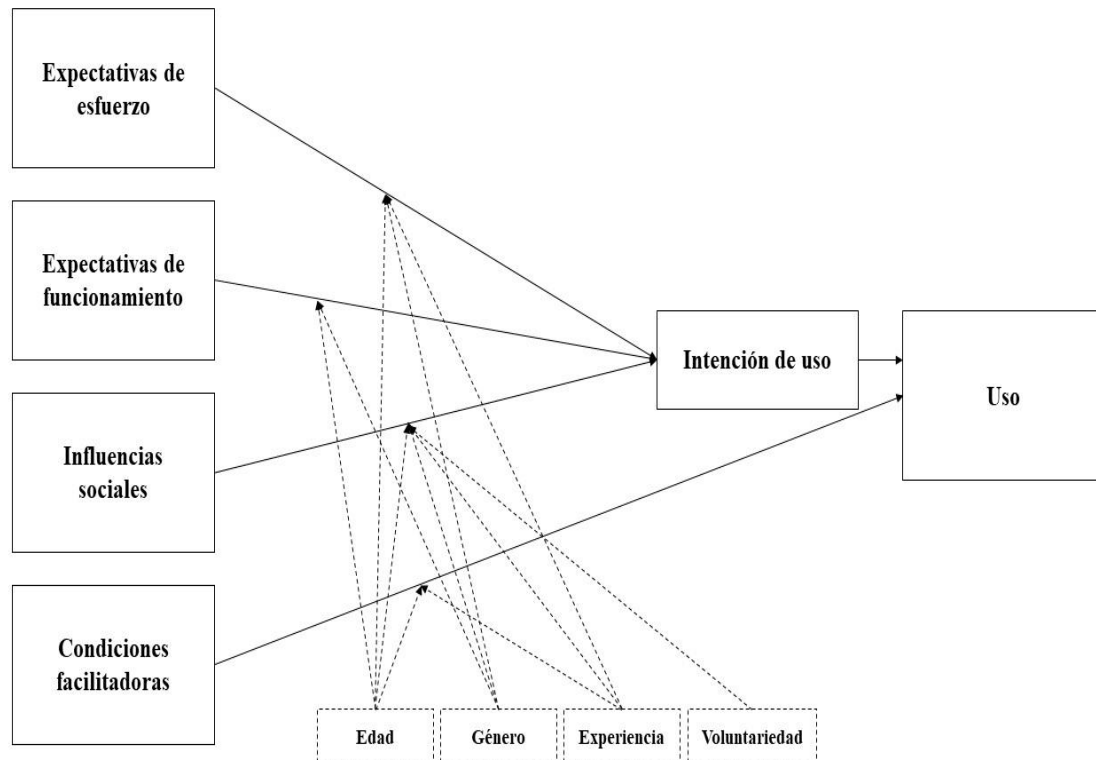 Expectativas de
esfuerzo
Expectativas de
funcionamiento
Intención de uso
Uso
Influencias
sociales
Condiciones
facilitadoras
Edad
Género
Experiencia
Voluntariedad